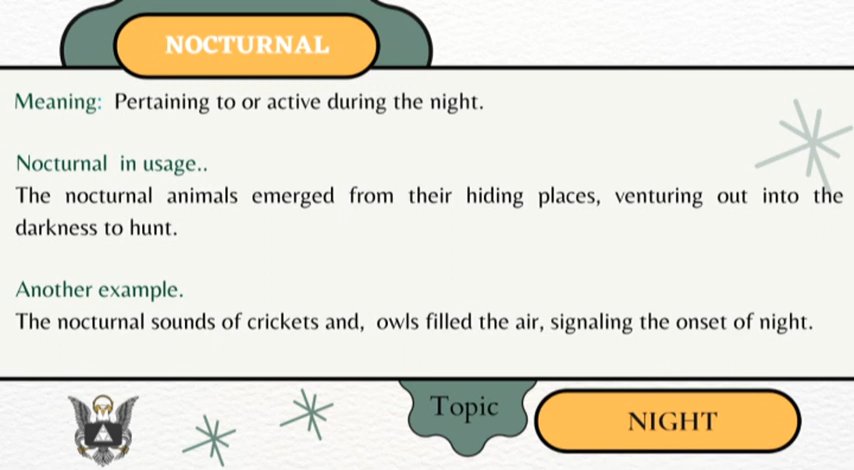 NOCTURNAL
Meaning: Pertaining to or active during the night.
Nocturnal in usage..
The nocturnal animals emerged from their hiding places, venturing out into the
darkness to hunt.
Another example.
The nocturnal sounds of crickets and, owls filled the air, signaling the onset of night.
Topic
NIGHT